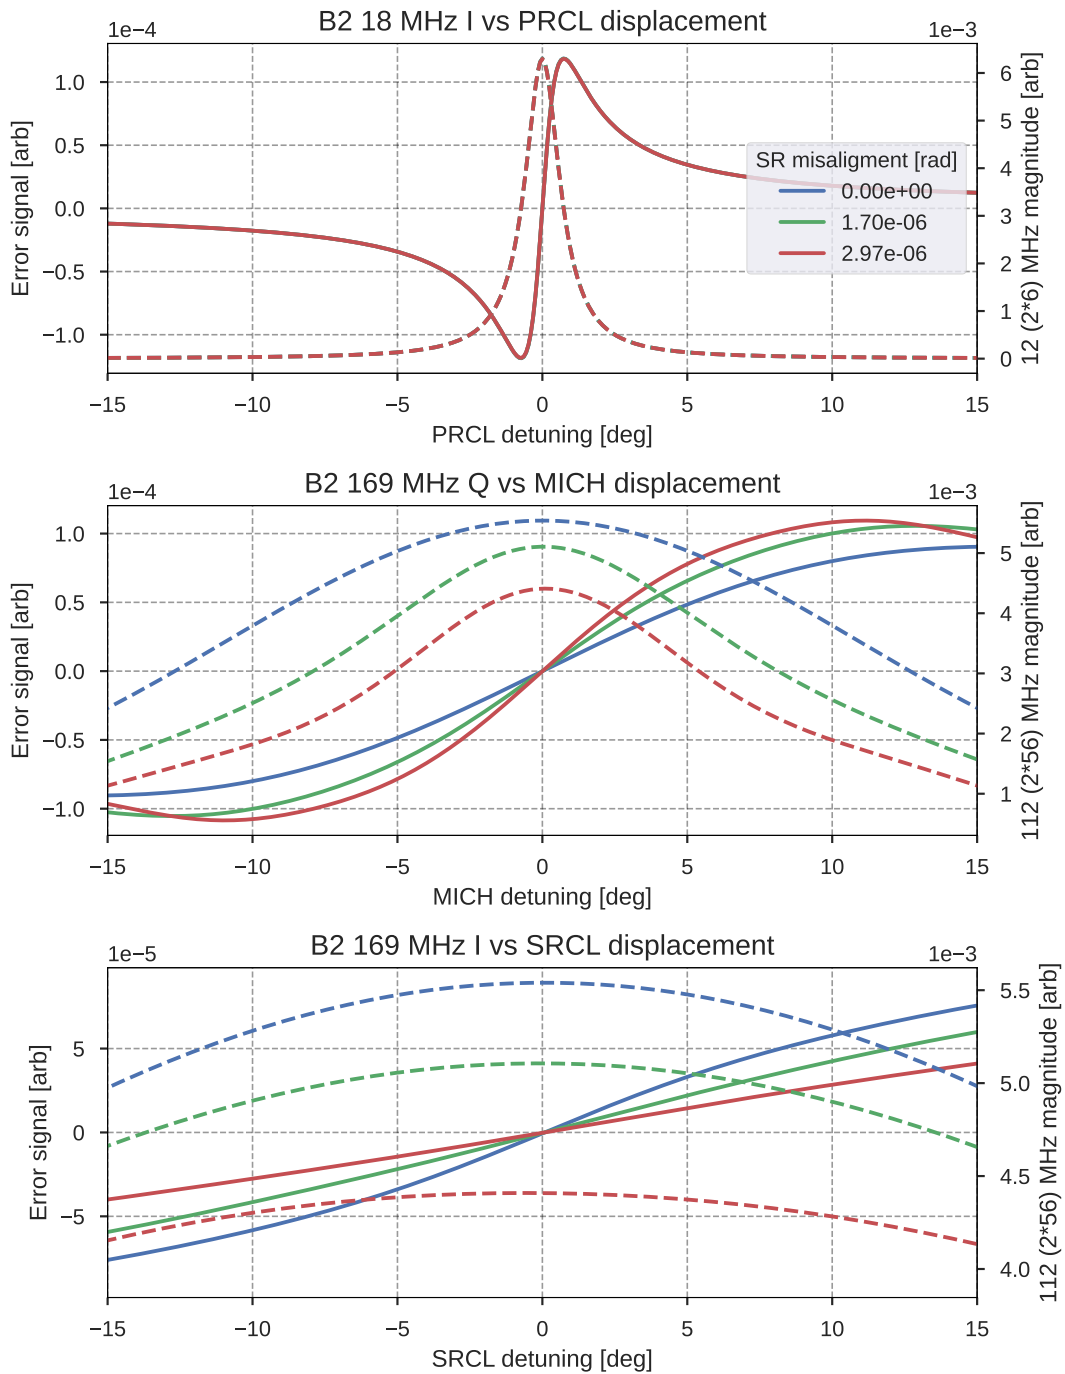 B2 18 MHz I vs PRCL displacement
1e−4
1e−3
1.0
0.5
0.0
−0.5
−1.0
Error signal [arb]
6
5
4
3
2
1
0
12 (2*6) MHz magnitude [arb]
SR misaligment [rad]
0.00e+00
1.70e-06
2.97e-06
−15 −10 −5 0 5 10 15
PRCL detuning [deg]
B2 169 MHz Q vs MICH displacement
1e−4
1e−3
1.0
0.5
0.0
−0.5
−1.0
Error signal [arb]
5
4
3
2
1
112 (2*56) MHz magnitude [arb]
−15 −10 −5 0 5 10 15
MICH detuning [deg]
B2 169 MHz I vs SRCL displacement
1e−5
1e−3
5
0
−5
Error signal [arb]
5.5
5.0
4.5
4.0
112 (2*56) MHz magnitude [arb]
−15 −10 −5 0 5 10 15
SRCL detuning [deg]